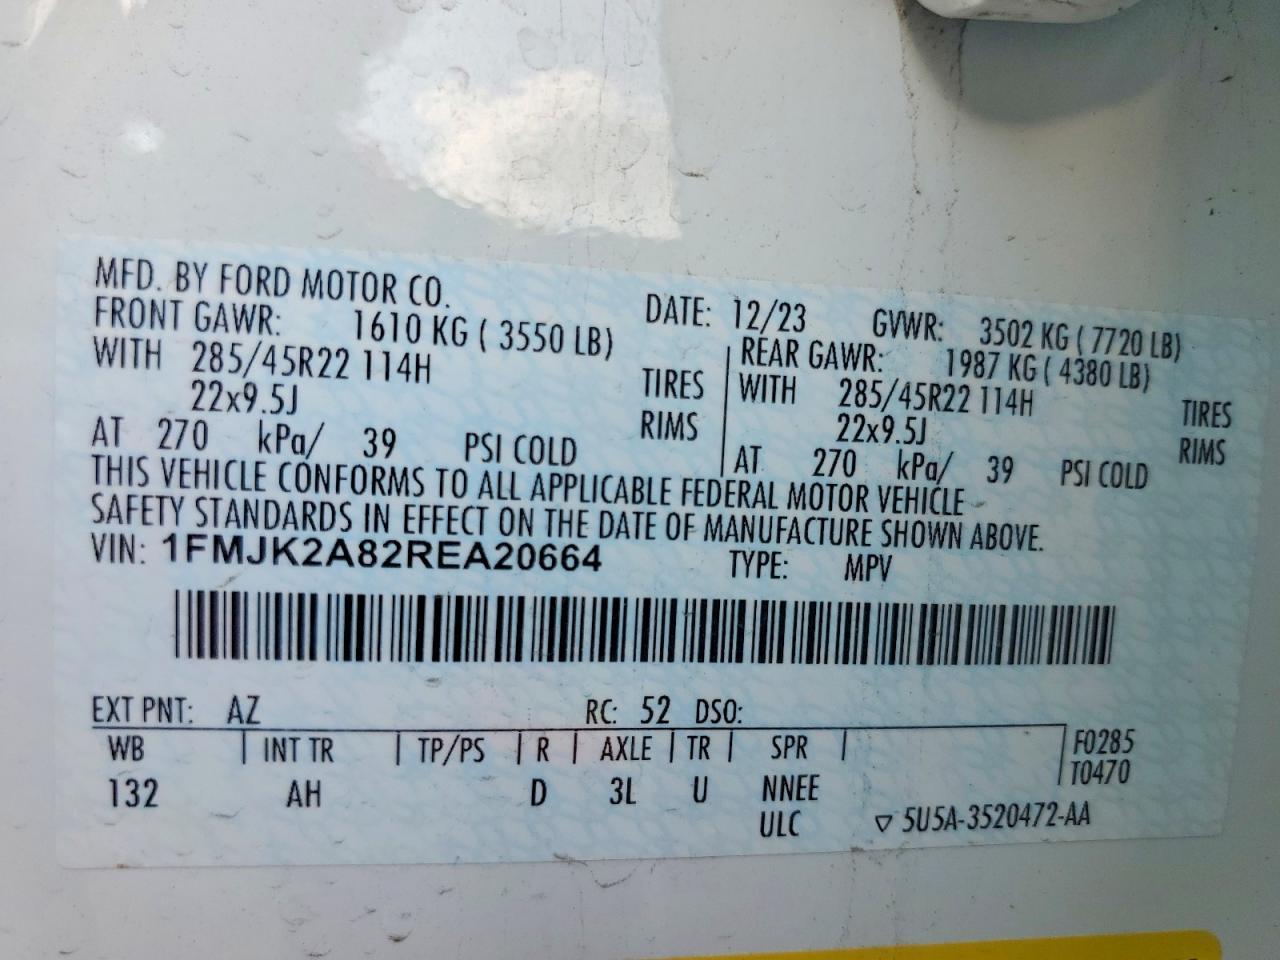 MFD. BY FORD MOTOR CO.
DATE: 12/23 GVWR: 3502 KG ( 7720 LB)
FRONT GAWR: 1610 KG ( 3550 LB) REAR GAWR: 1987 KG ( 4380 LB)
WITH 285/45R22 114H TIRES WITH 285/45R22 114H TIRES
22x9.5J RIMS 22x9.5J RIMS
AT 270 kPa/ 39 PSI COLD AT 270 kPa/ 39 PSI COLD
THIS VEHICLE CONFORMS TO ALL APPLICABLE FEDERAL MOTOR VEHICLE
SAFETY STANDARDS IN EFFECT ON THE DATE OF MANUFACTURE SHOWN ABOVE.
VIN: 1FMJK2A82REA20664 TYPE: MPV
EXT PNT: AZ RC: 52 DSO:
WB INT TR TP/PS R AXLE TR SPR F0285
T0470
132 AH D 3L U NNEE
ULC ▽ 5U5A-3520472-AA